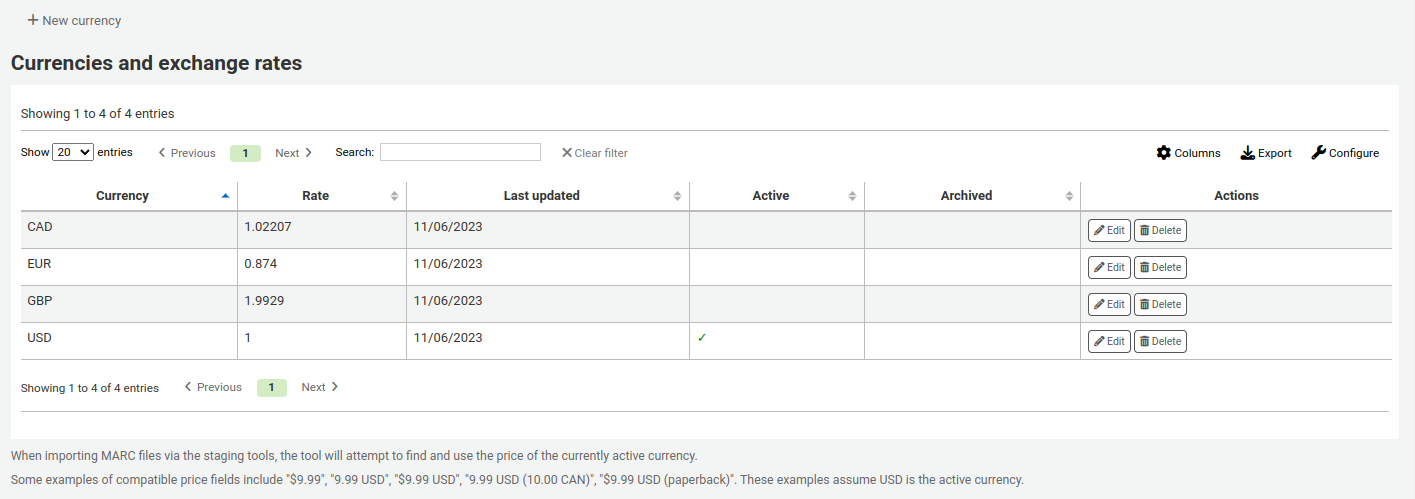 New currency
Currencies and exchange rates
Showing 1 to 4 of 4 entries
Show 20 entries Previous 1 Next Search: Clear filter Columns Export Configure
Currency Rate Last updated Active Archived Actions
CAD 1.02207 11/06/2023 Edit Delete
EUR 0.874 11/06/2023 Edit Delete
GBP 1.9929 11/06/2023 Edit Delete
USD 1 11/06/2023 ✓ Edit Delete
Showing 1 to 4 of 4 entries Previous 1 Next
When importing MARC files via the staging tools, the tool will attempt to find and use the price of the currently active currency.
Some examples of compatible price fields include "$9.99", "9.99 USD", "$9.99 USD", "9.99 USD (10.00 CAN)", "$9.99 USD (paperback)". These examples assume USD is the active currency.